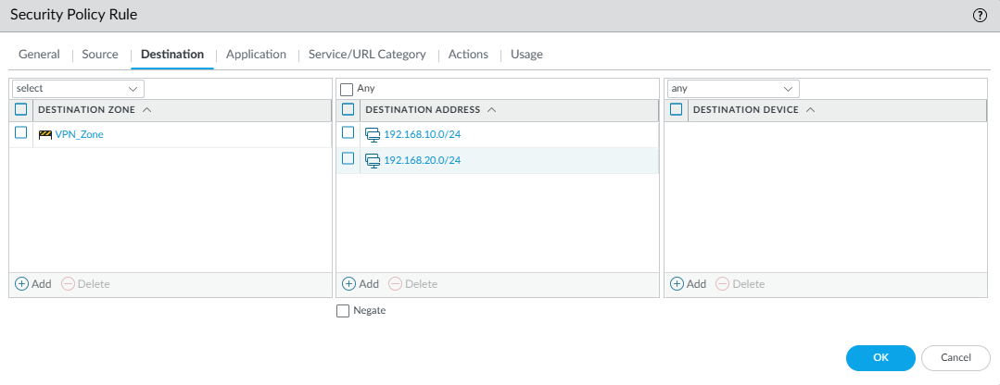 Security Policy Rule
?
General Source Destination Application Service/URL Category Actions Usage
select
Any
any
DESTINATION ZONE
DESTINATION ADDRESS
DESTINATION DEVICE
VPN_Zone
192.168.10.0/24
192.168.20.0/24
Add Delete
Add Delete
Add Delete
Negate
OK Cancel